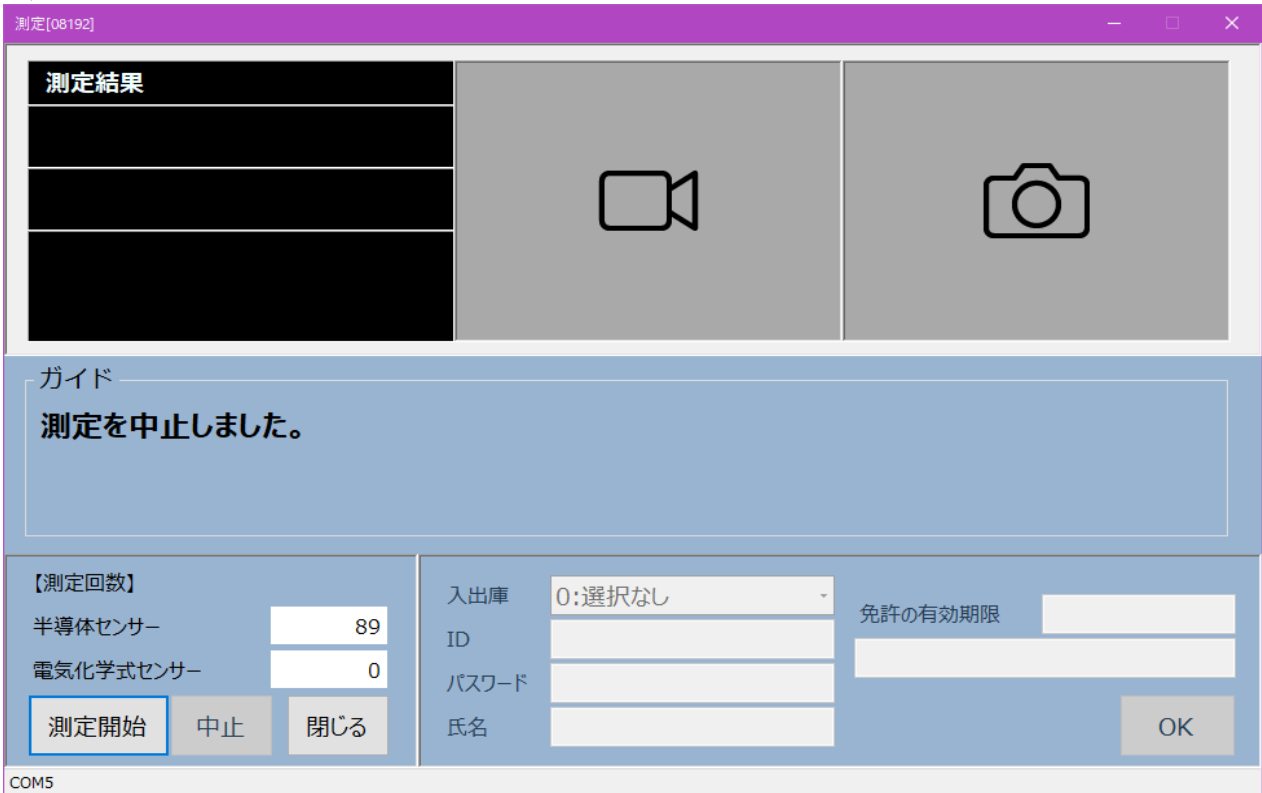 測定[08192]
測定結果
ガイド
測定を中止しました。
【測定回数】
半導体センサー 89
電気化学式センサー 0
測定開始 中止 閉じる
入出庫 0:選択なし
ID
パスワード
氏名
免許の有効期限
OK
COM5